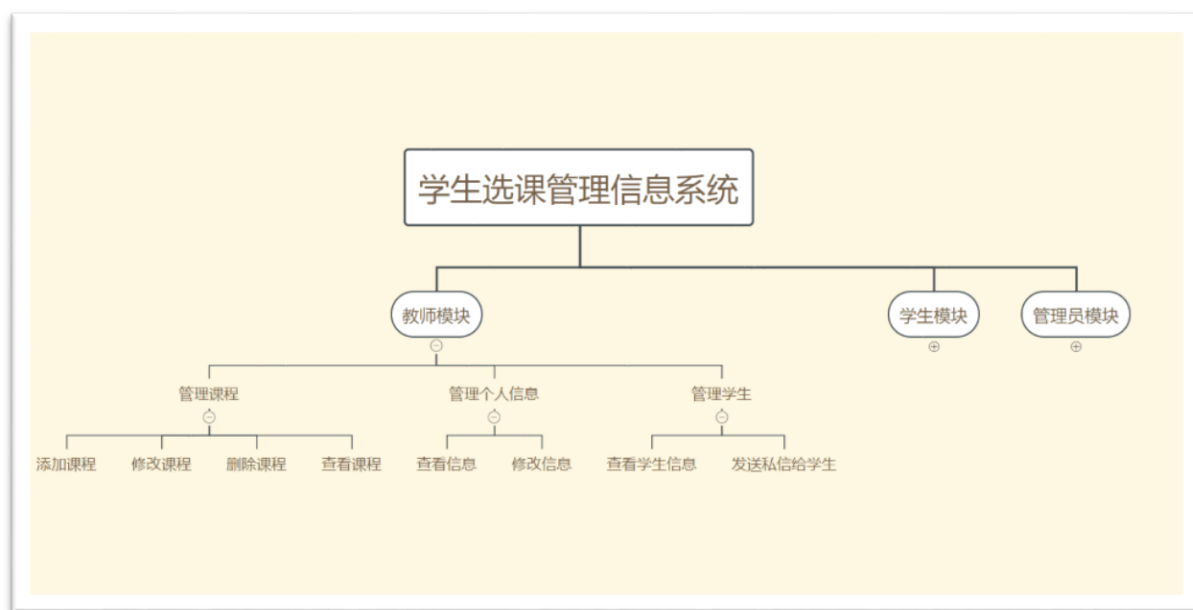 学生选课管理信息系统
教师模块
学生模块
管理员模块
管理课程
管理个人信息
管理学生
添加课程
修改课程
删除课程
查看课程
查看信息
修改信息
查看学生信息
发送私信给学生